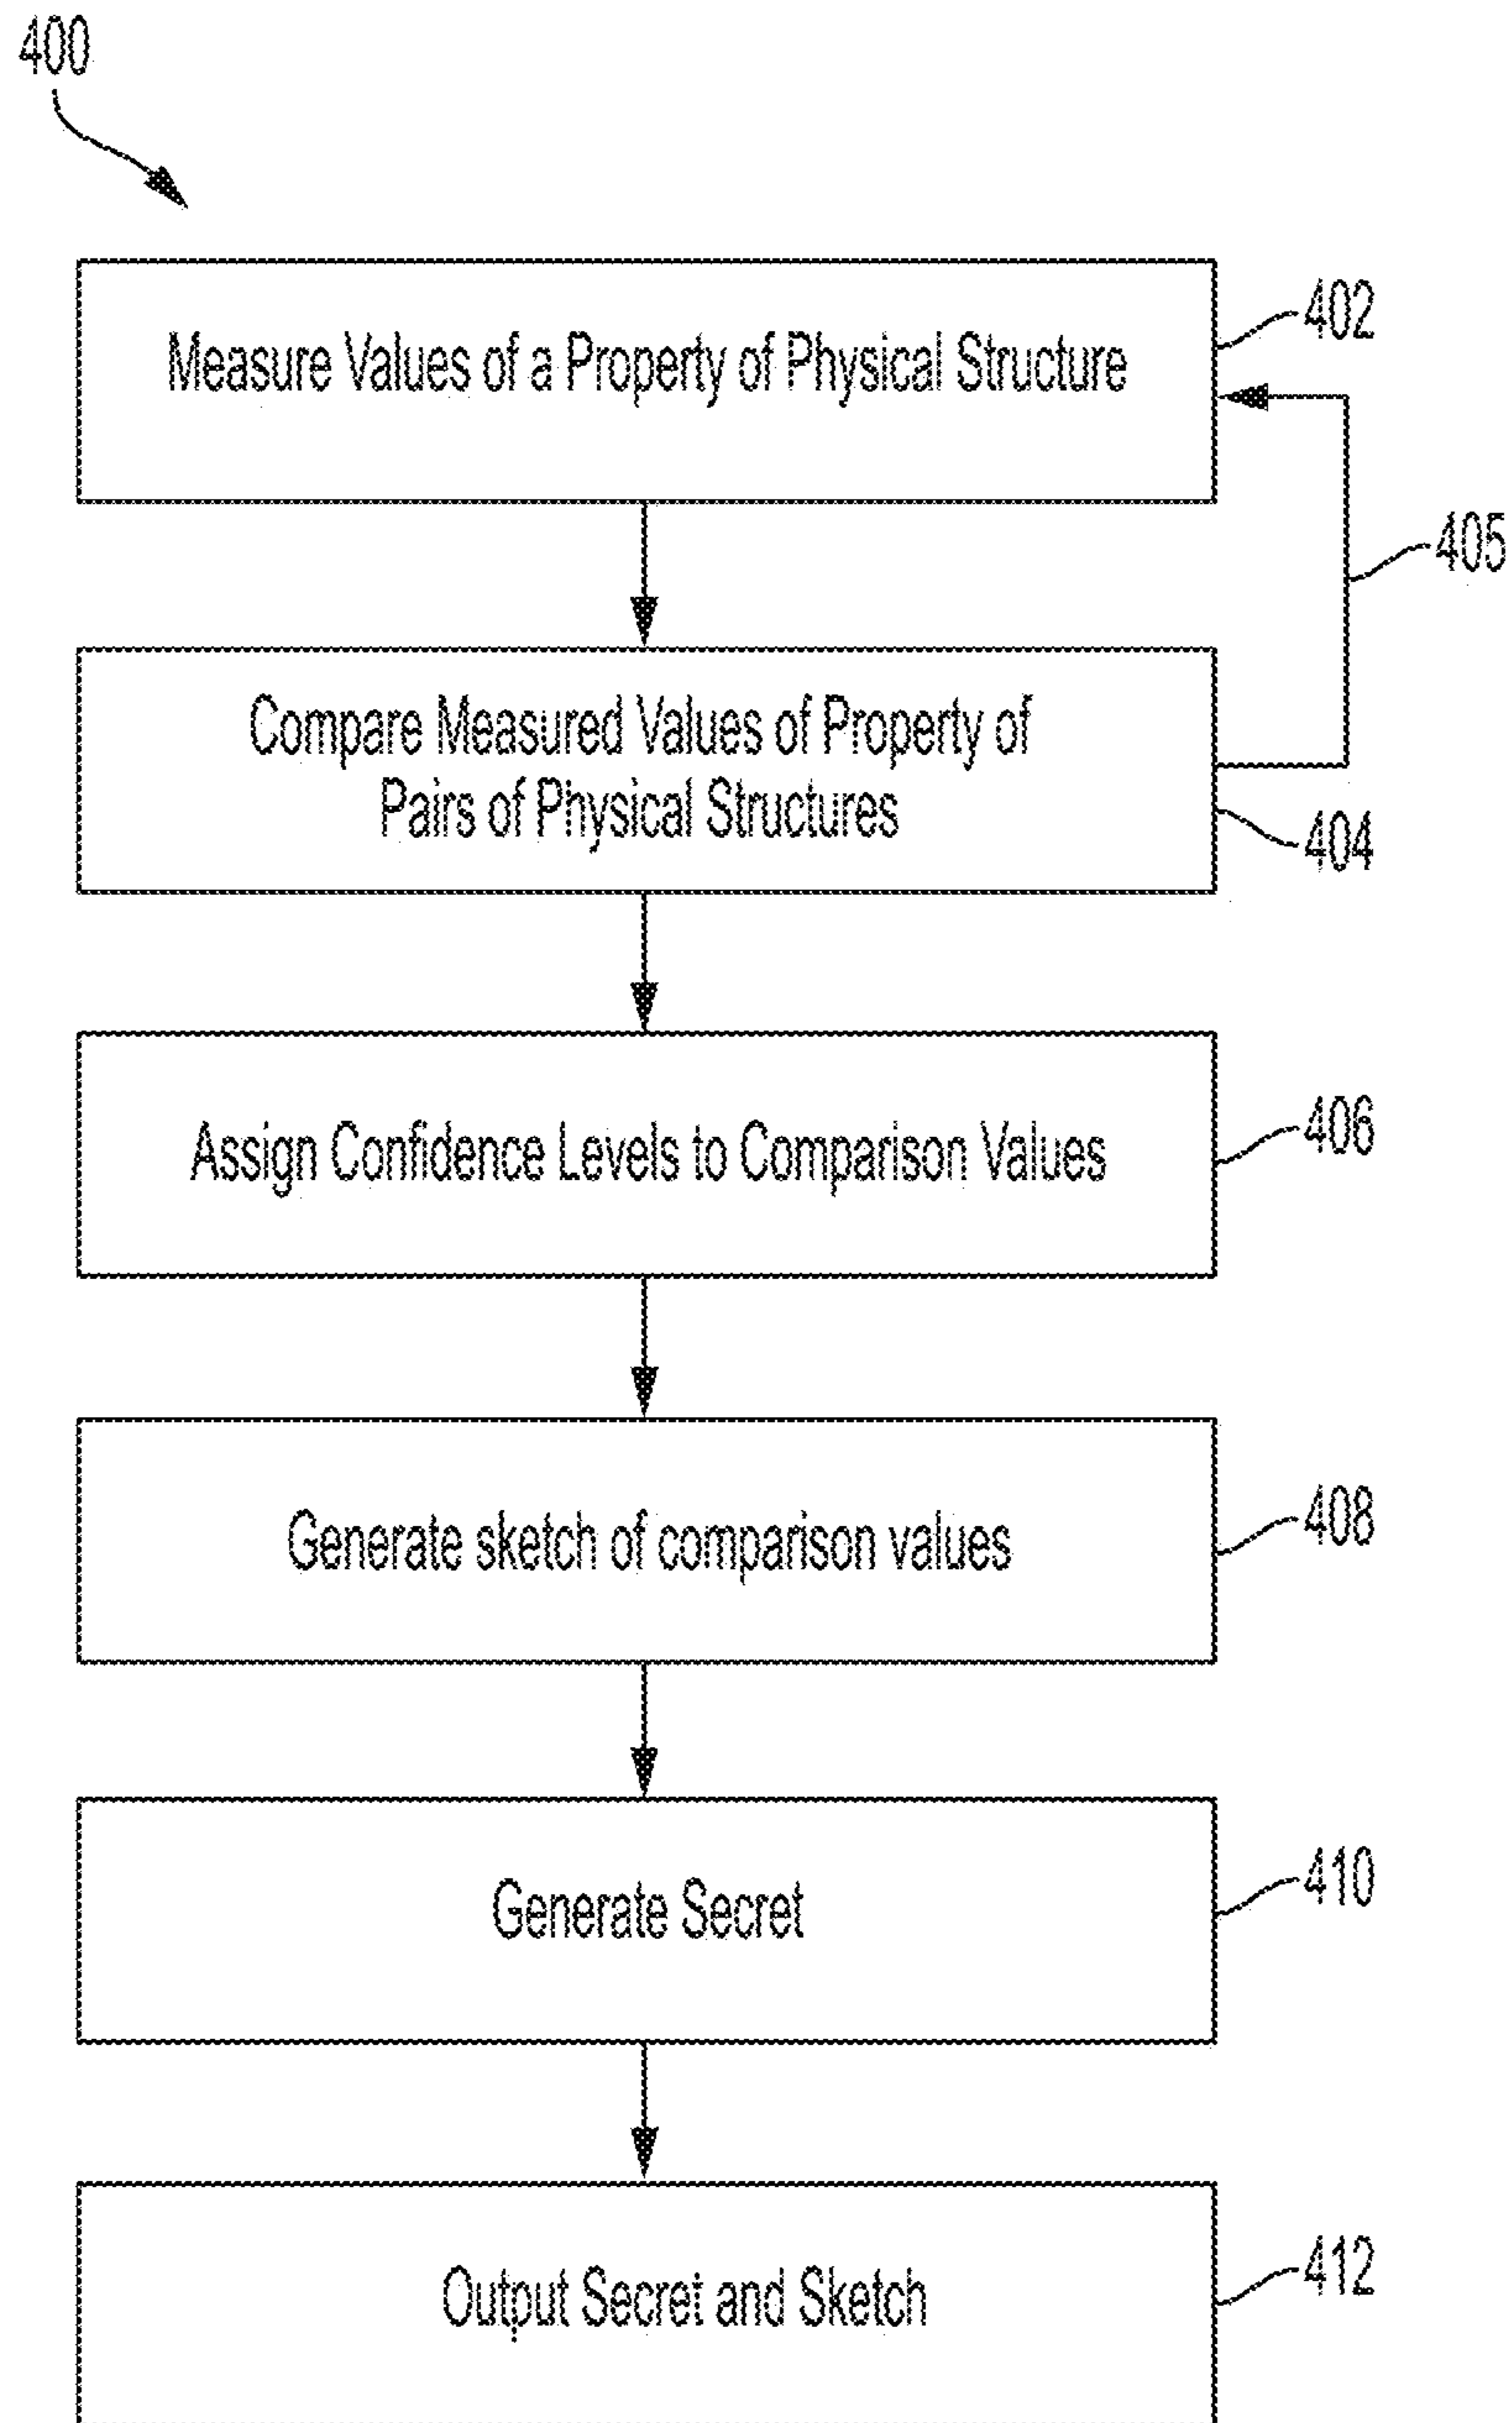 400
Measure Values of a Property of Physical Structure
402
405
Compare Measured Values of Property of
Pairs of Physical Structures
404
Assign Confidence Levels to Comparison Values
406
Generate sketch of comparison values
408
Generate Secret
410
Output Secret and Sketch
412